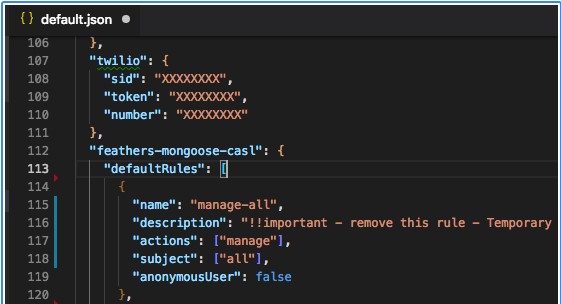 { } default.json
106 },
107 "twilio": {
108 "sid": "XXXXXXXX",
109 "token": "XXXXXXXX",
110 "number": "XXXXXXXX"
111 },
112 "feathers-mongoose-casl": {
113 "defaultRules": [
114 {
115 "name": "manage-all",
116 "description": "!!important - remove this rule - Temporary
117 "actions": ["manage"],
118 "subject": ["all"],
119 "anonymousUser": false
120 },